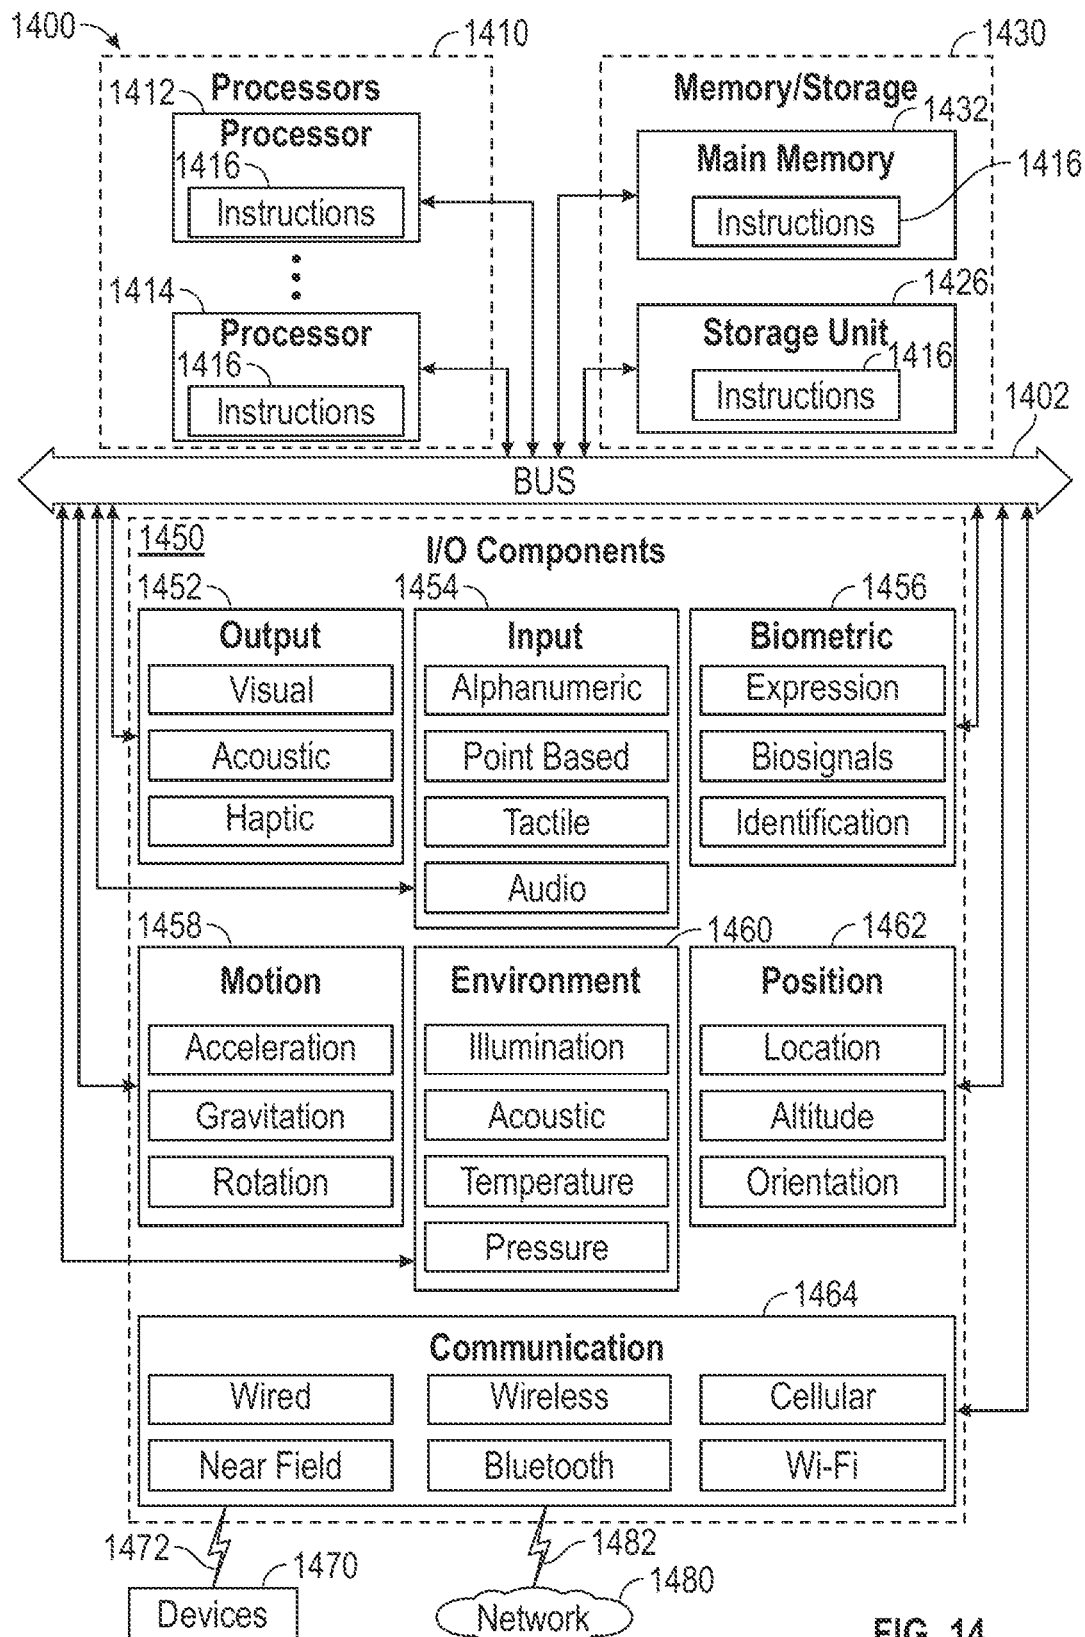 1400
1410
1430
Processors
Memory/Storage
1412
1432
Processor
Main Memory
1416
1416
Instructions
Instructions
1414
1426
Processor
Storage Unit
1416
1416
Instructions
Instructions
1402
BUS
1450
I/O Components
1452
1454
1456
Output
Input
Biometric
Visual
Alphanumeric
Expression
Acoustic
Point Based
Biosignals
Haptic
Tactile
Identification
Audio
1458
1460
1462
Motion
Environment
Position
Acceleration
Illumination
Location
Gravitation
Acoustic
Altitude
Rotation
Temperature
Orientation
Pressure
1464
Communication
Wired
Wireless
Cellular
Near Field
Bluetooth
Wi-Fi
1472
1470
1482
1480
Devices
Network
FIG. 14